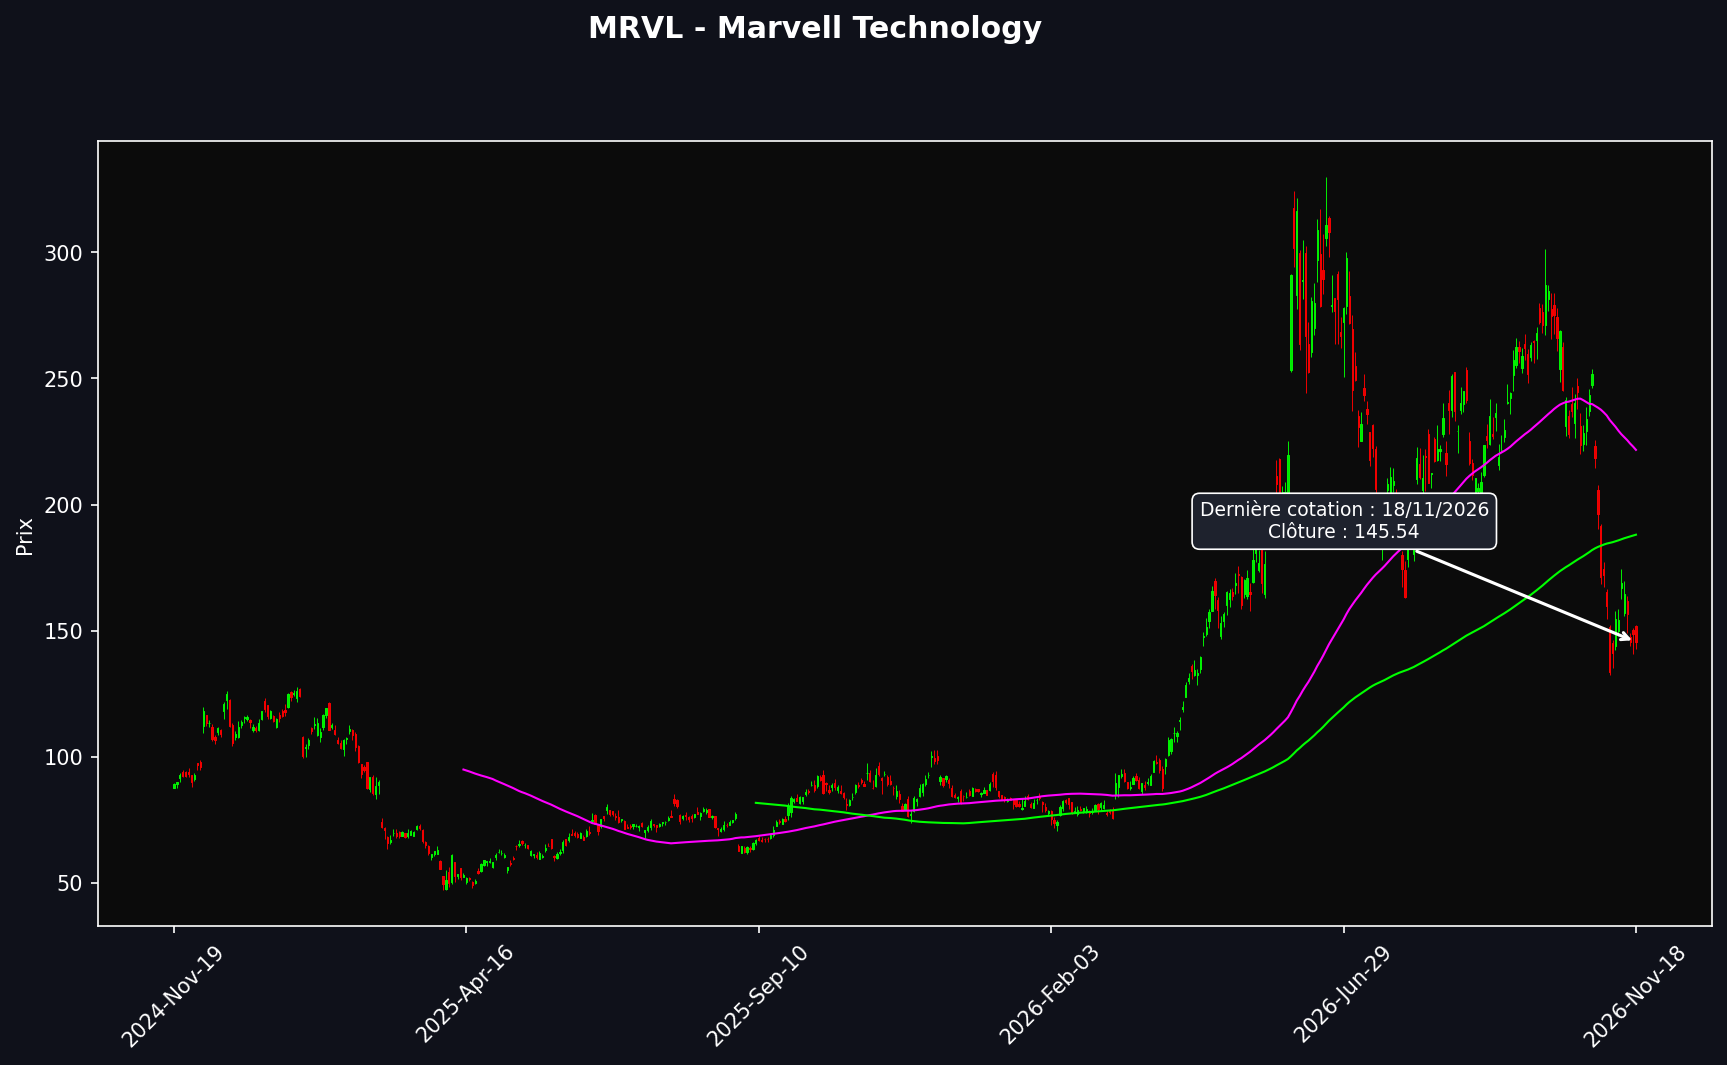 MRVL - Marvell Technology
Prix
300
250
200
150
100
50
Dernière cotation : 18/11/2026
Clôture : 145.54
2024-Nov-19
2025-Apr-16
2025-Sep-10
2026-Feb-03
2026-Jun-29
2026-Nov-18